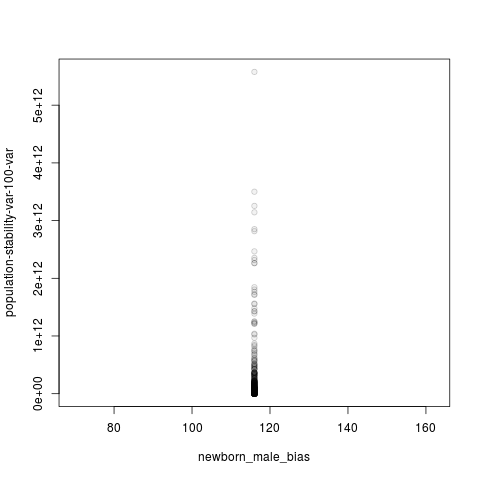 population-stability-var-100-var
5e+12
4e+12
3e+12
2e+12
1e+12
0e+00
80 100 120 140 160
newborn_male_bias